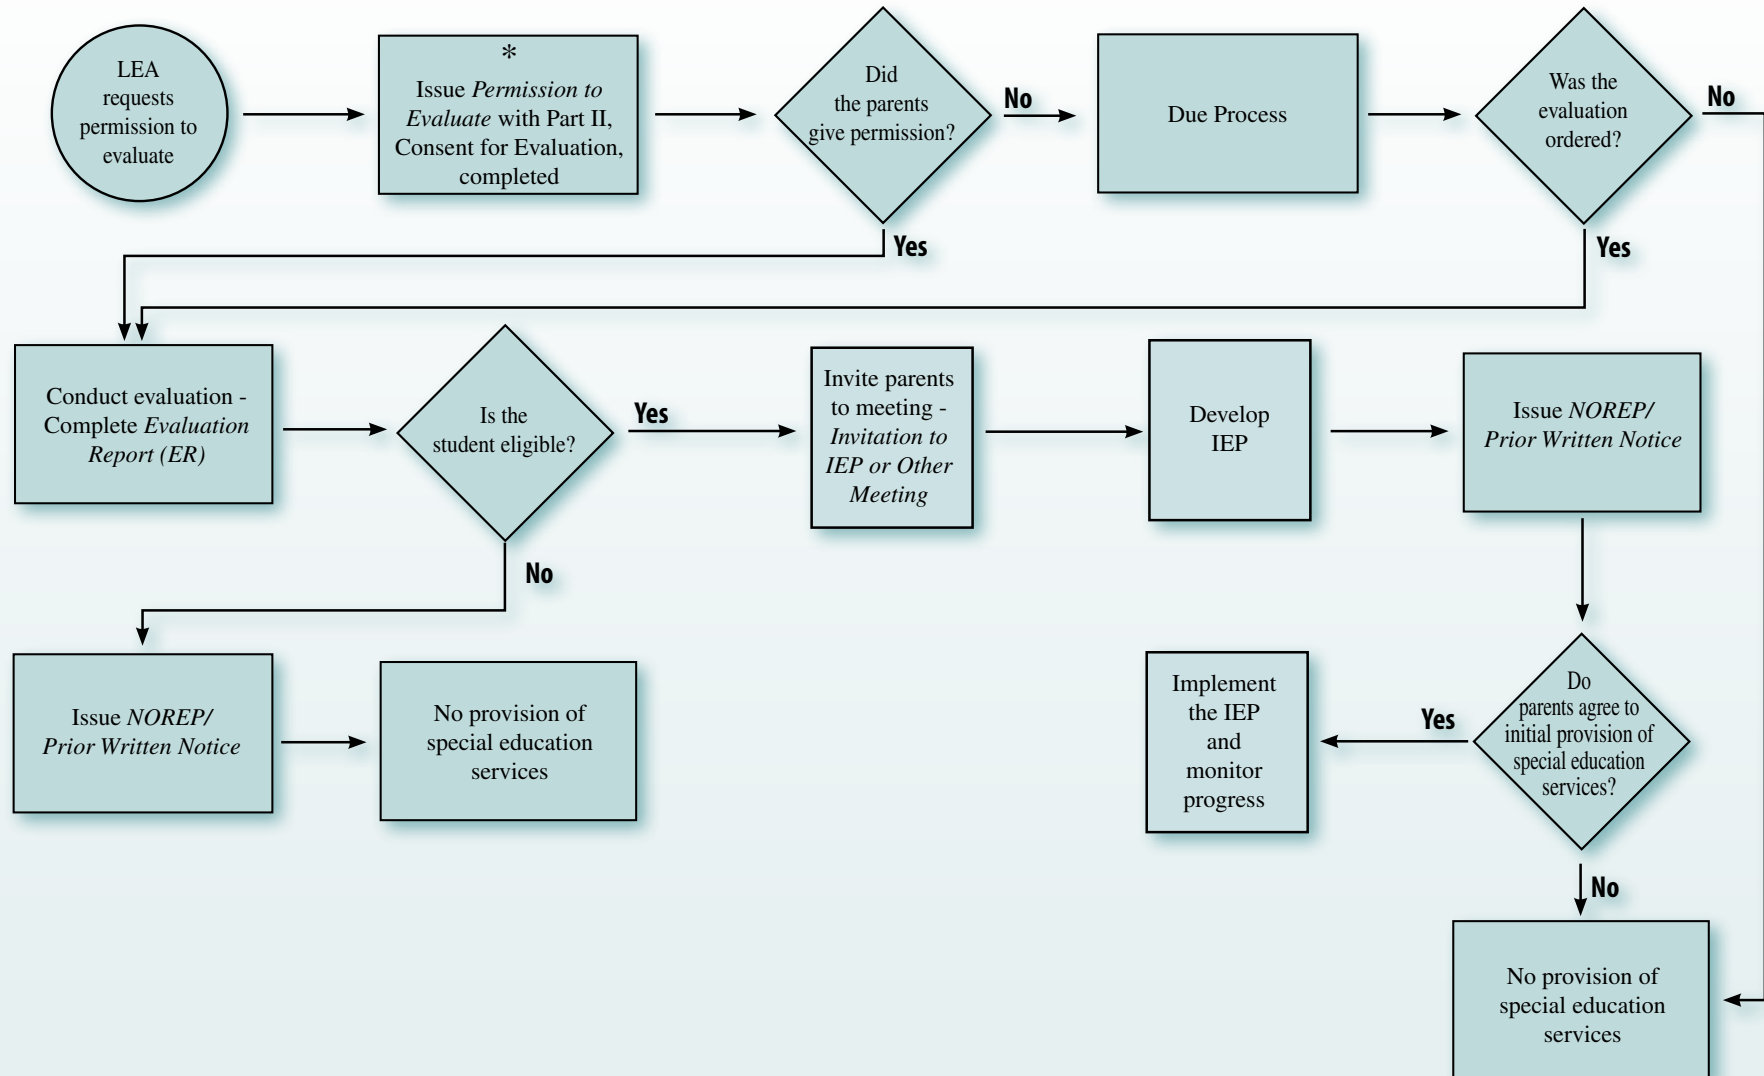 LEA
requests
permission to
evaluate
*
Issue Permission to
Evaluate with Part II,
Consent for Evaluation,
completed
Did
the parents
give permission?
No
Yes
Due Process
Was the
evaluation
ordered?
No
Yes
Conduct evaluation -
Complete Evaluation
Report (ER)
Is the
student eligible?
Yes
No
Invite parents
to meeting -
Invitation to
IEP or Other
Meeting
Develop
IEP
Issue NOREP/
Prior Written Notice
Issue NOREP/
Prior Written Notice
No provision of
special education
services
Implement
the IEP
and
monitor
progress
Yes
Do
parents agree to
initial provision of
special education
services?
No
No provision of
special education
services